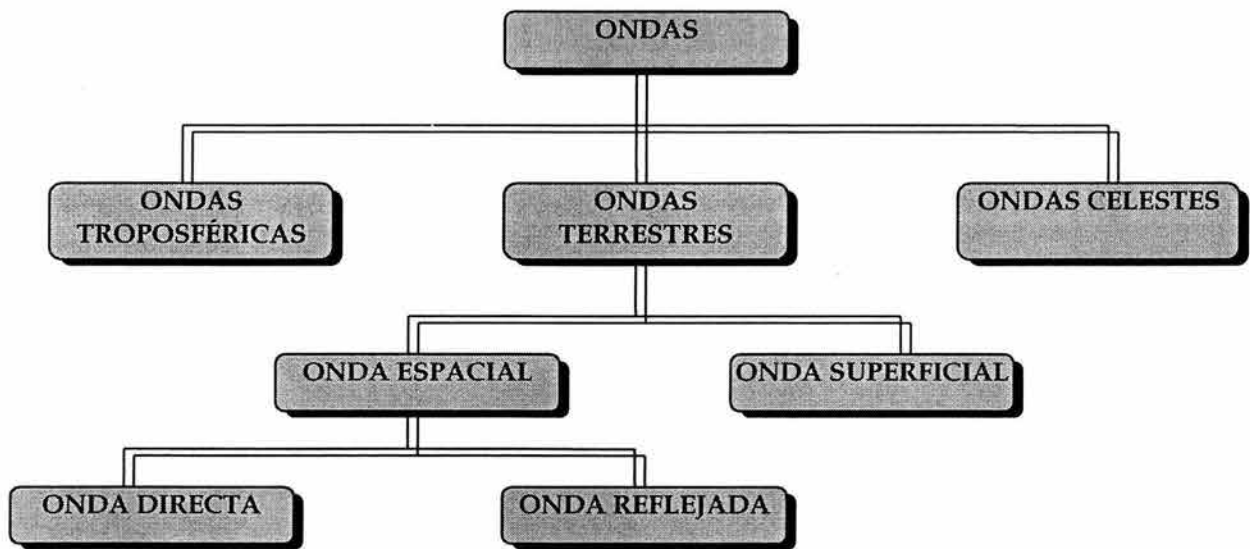 ONDAS
ONDAS
TROPOSFÉRICAS
ONDAS
TERRESTRES
ONDAS CELESTES
ONDA ESPACIAL
ONDA SUPERFICIAL
ONDA DIRECTA
ONDA REFLEJADA